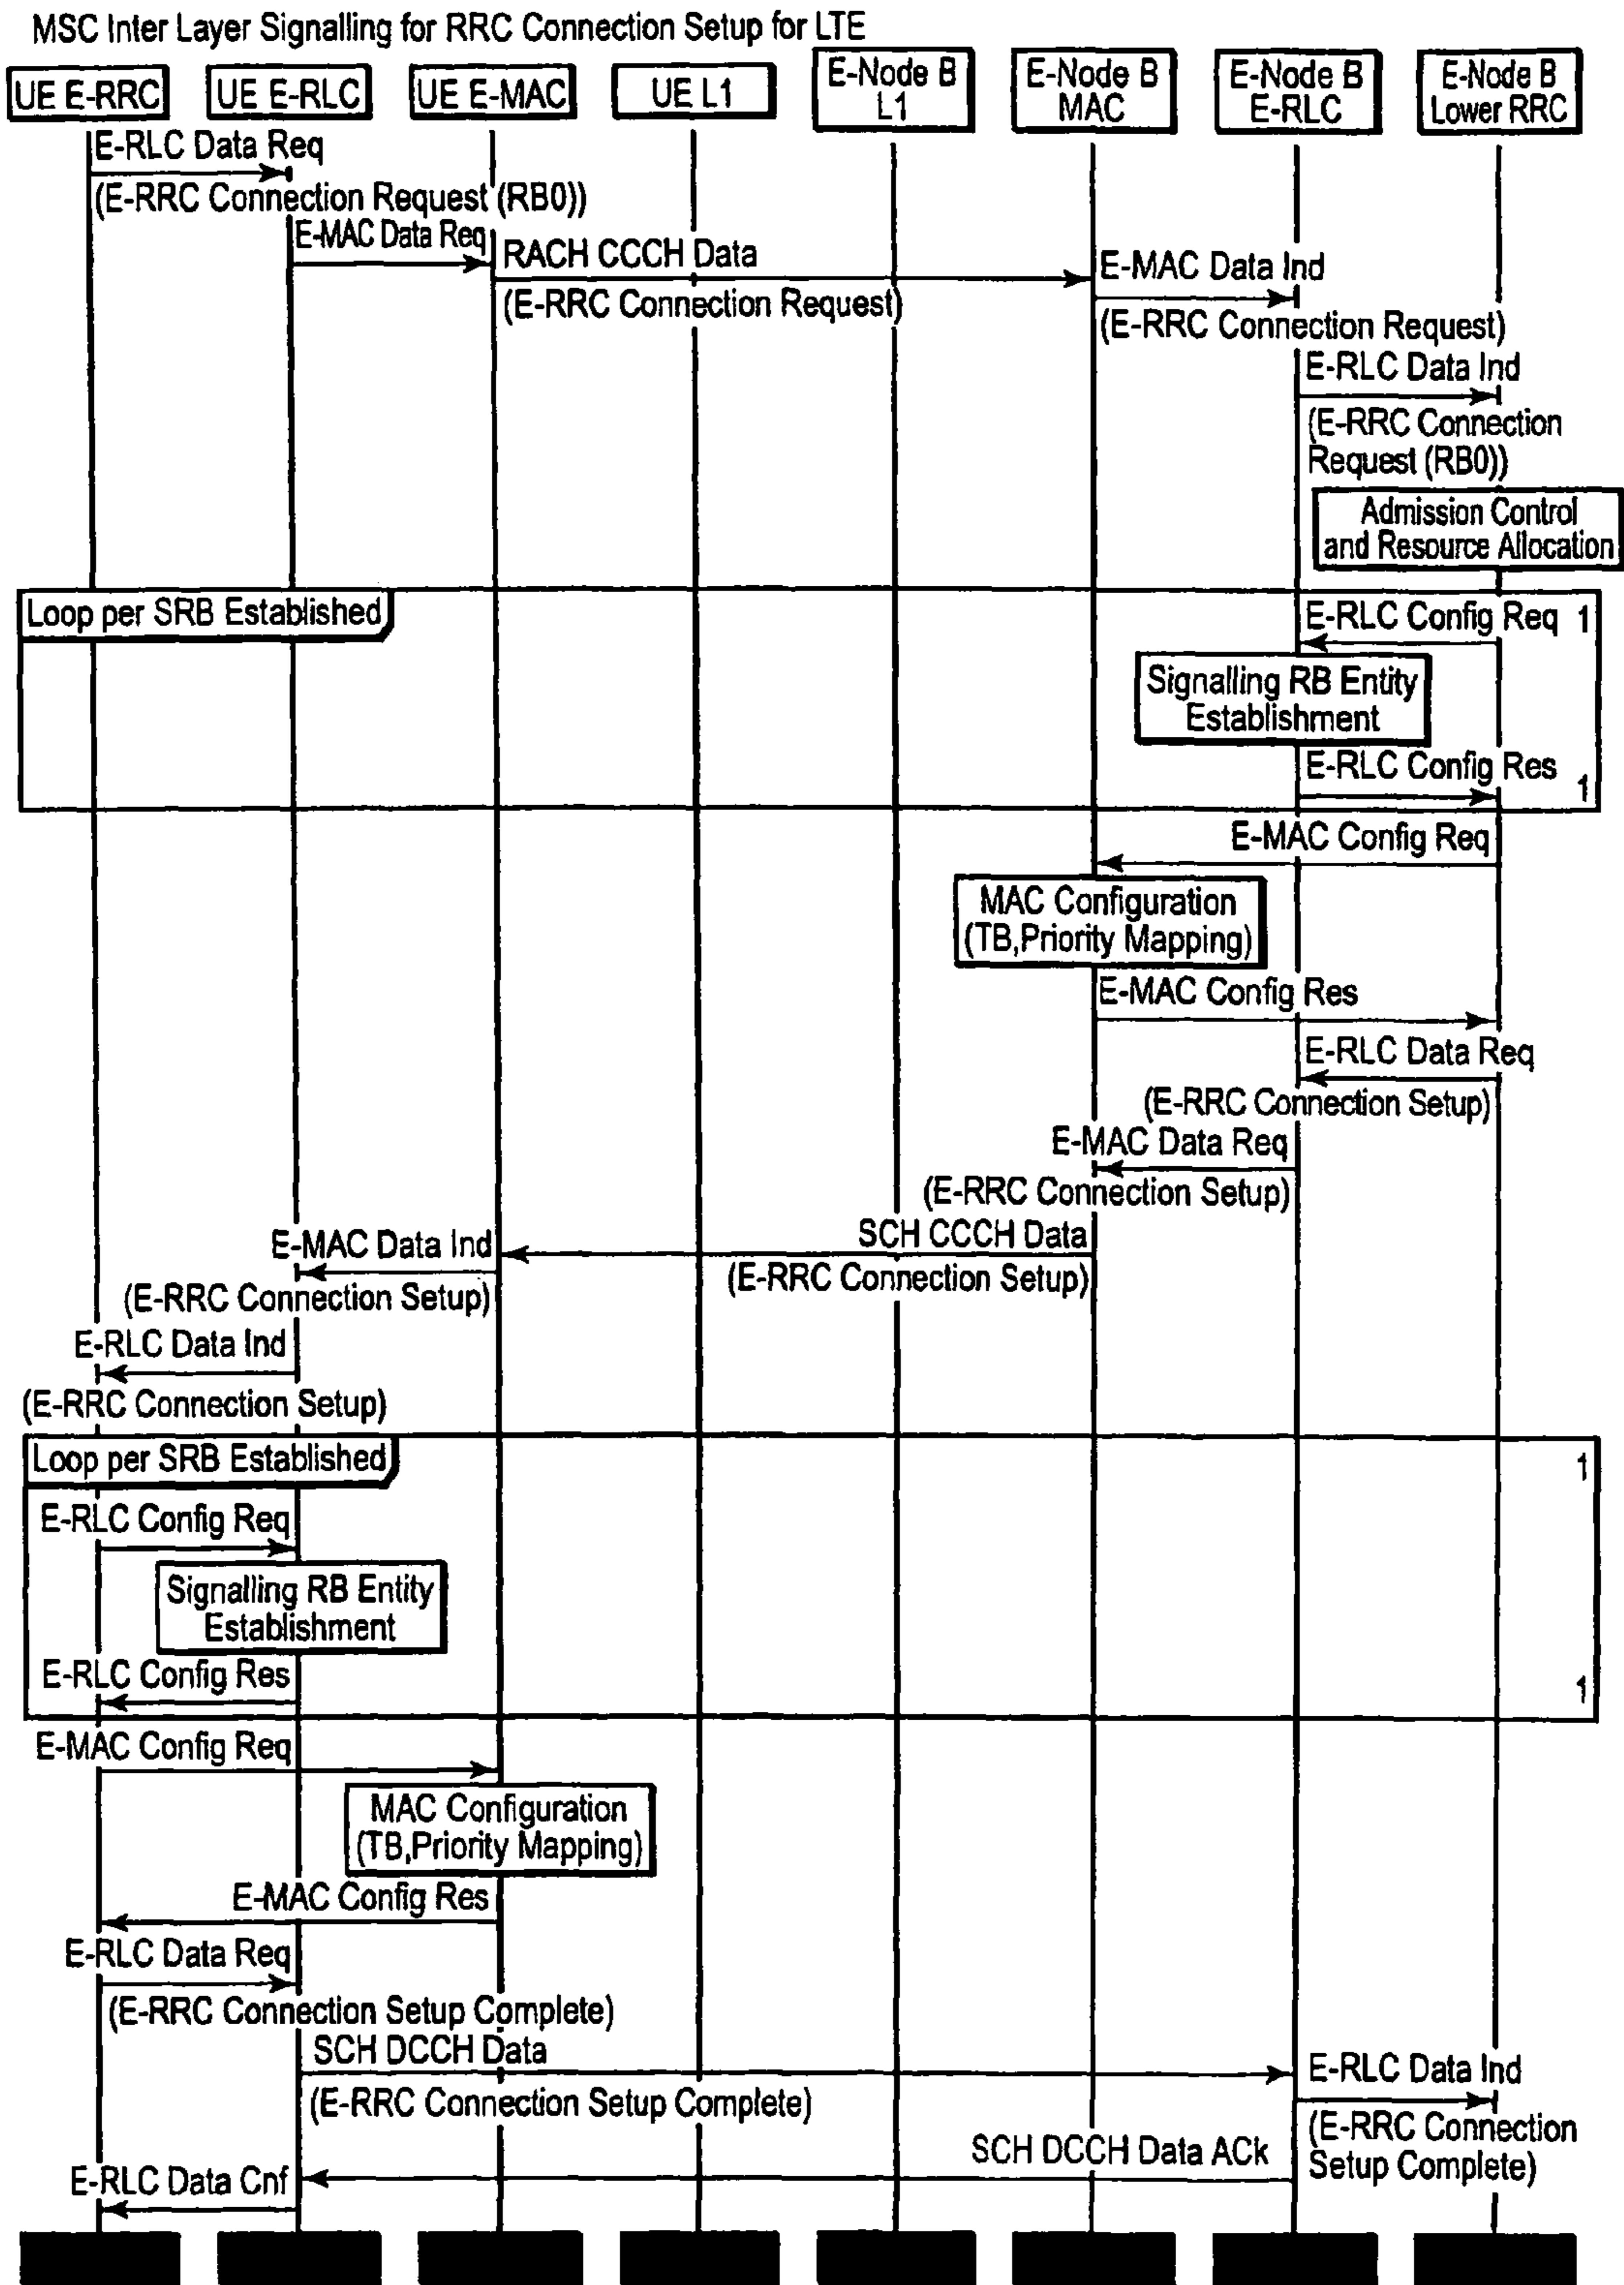 MSC Inter Layer Signalling for RRC Connection Setup for LTE
UE E-RRC
UE E-RLC
UE E-MAC
UE L1
E-Node B
L1
E-Node B
MAC
E-Node B
E-RLC
E-Node B
Lower RRC
E-RLC Data Req
(E-RRC Connection Request (RB0))
E-MAC Data Req
RACH CCCH Data
(E-RRC Connection Request)
E-MAC Data Ind
(E-RRC Connection Request)
E-RLC Data Ind
(E-RRC Connection
Request (RB0))
Admission Control
and Resource Allocation
Loop per SRB Established
E-RLC Config Req 1
Signalling RB Entity
Establishment
E-RLC Config Res
1
E-MAC Config Req
MAC Configuration
(TB,Priority Mapping)
E-MAC Config Res
E-RLC Data Req
(E-RRC Connection Setup)
E-MAC Data Req
(E-RRC Connection Setup)
SCH CCCH Data
(E-RRC Connection Setup)
E-MAC Data Ind
(E-RRC Connection Setup)
E-RLC Data Ind
(E-RRC Connection Setup)
Loop per SRB Established
1
E-RLC Config Req
Signalling RB Entity
Establishment
E-RLC Config Res
1
E-MAC Config Req
MAC Configuration
(TB,Priority Mapping)
E-MAC Config Res
E-RLC Data Req
(E-RRC Connection Setup Complete)
SCH DCCH Data
(E-RRC Connection Setup Complete)
E-RLC Data Ind
(E-RRC Connection
Setup Complete)
SCH DCCH Data ACk
E-RLC Data Cnf